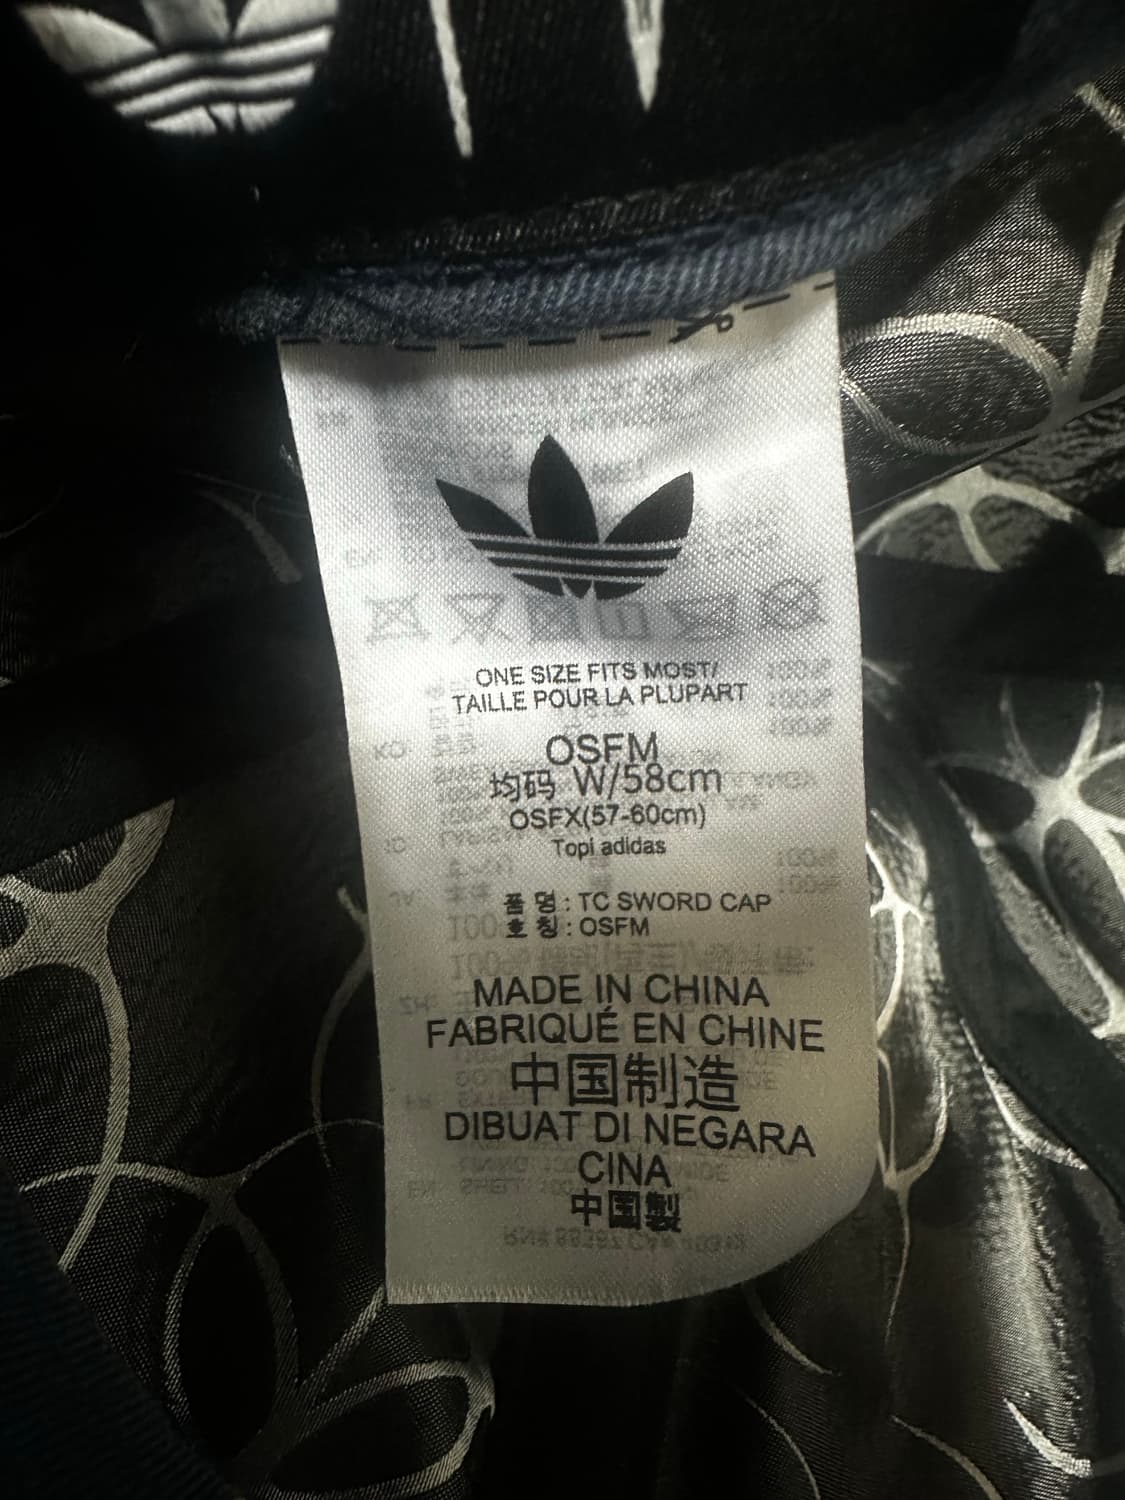 ONE SIZE FITS MOST/
TAILLE POUR LA PLUPART
OSFM
均码 W/58cm
OSFX(57-60cm)
Topi adidas
품 명 : TC SWORD CAP
호 칭 : OSFM
MADE IN CHINA
FABRIQUÉ EN CHINE
中国制造
DIBUAT DI NEGARA
CINA
中国製